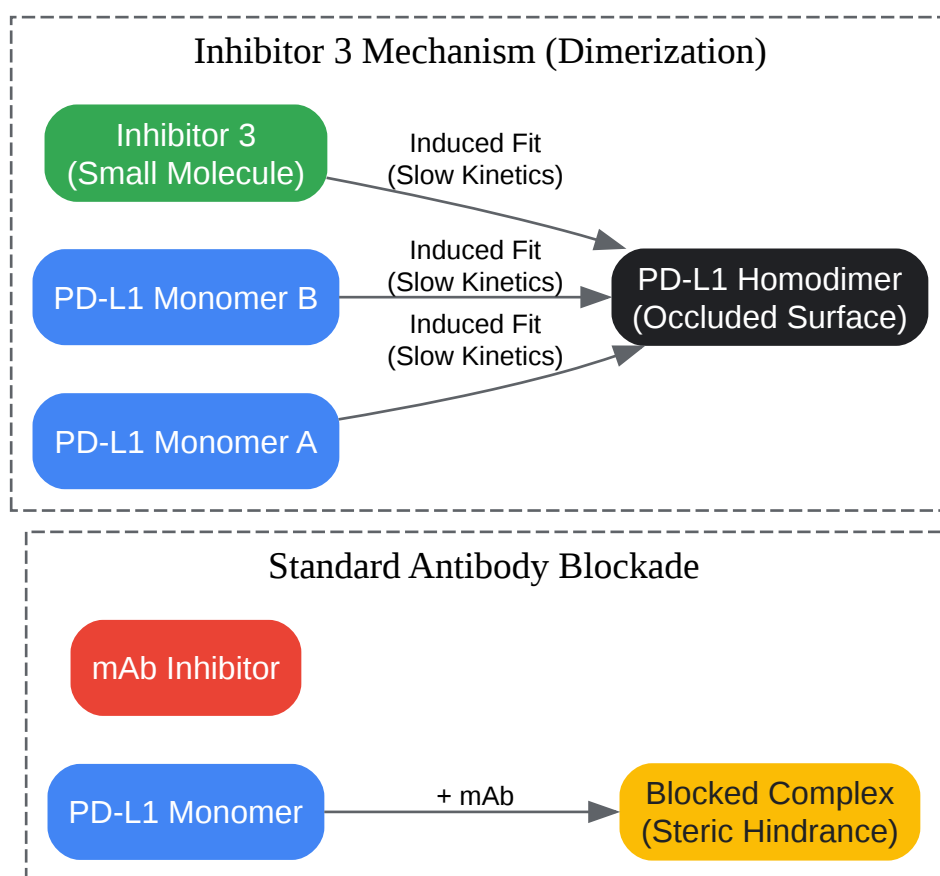 Inhibitor 3 Mechanism (Dimerization)
Inhibitor 3
(Small Molecule)
Induced Fit
(Slow Kinetics)
PD-L1 Monomer B
Induced Fit
(Slow Kinetics)
PD-L1 Homodimer
(Occluded Surface)
Induced Fit
(Slow Kinetics)
PD-L1 Monomer A
Standard Antibody Blockade
mAb Inhibitor
PD-L1 Monomer
+ mAb
Blocked Complex
(Steric Hindrance)